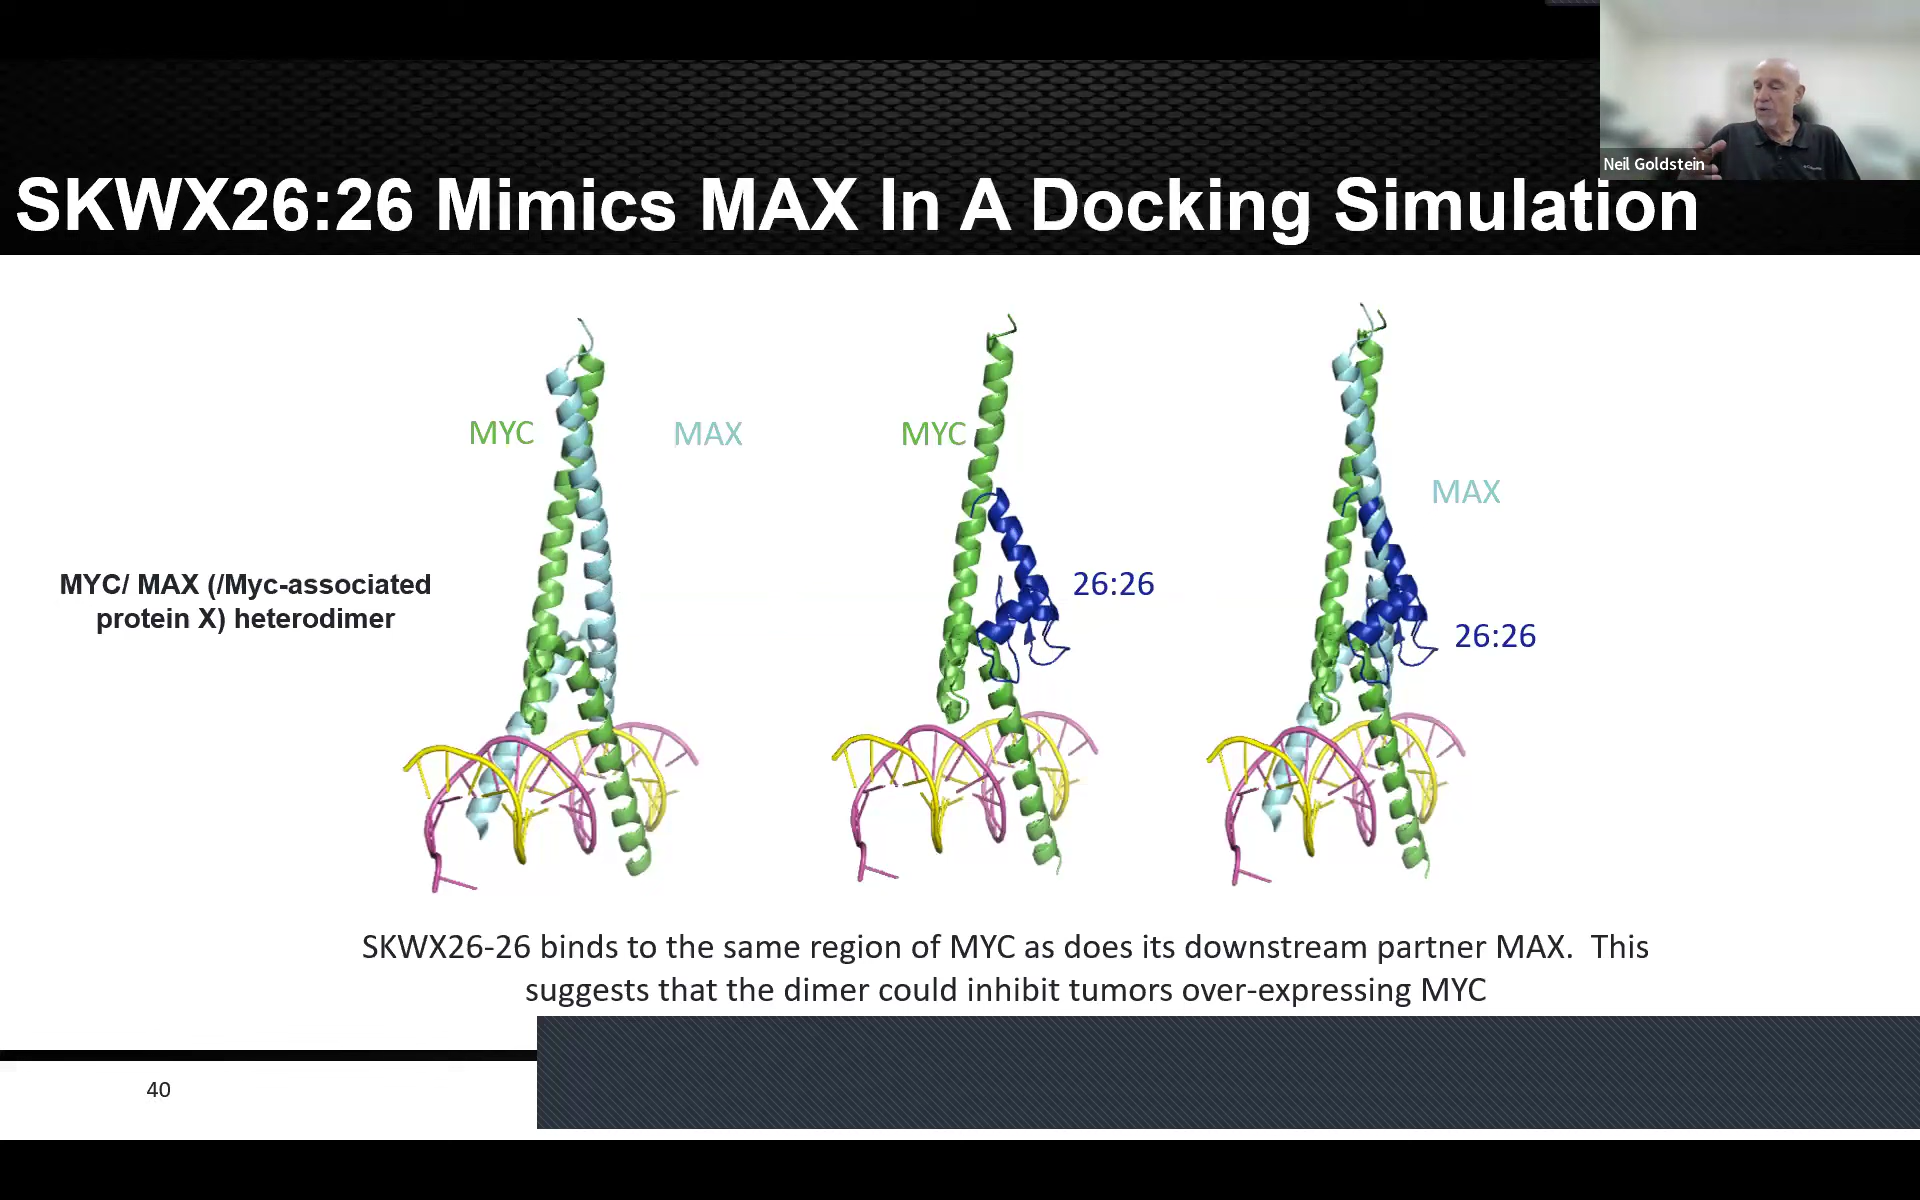 Neil Goldstein
SKWX26:26 Mimics MAX In A Docking Simulation
MYC
MAX
MYC
MAX
26:26
26:26
MYC/ MAX (/Myc-associated
protein X) heterodimer
SKWX26-26 binds to the same region of MYC as does its downstream partner MAX.  This
suggests that the dimer could inhibit tumors over-expressing MYC
40